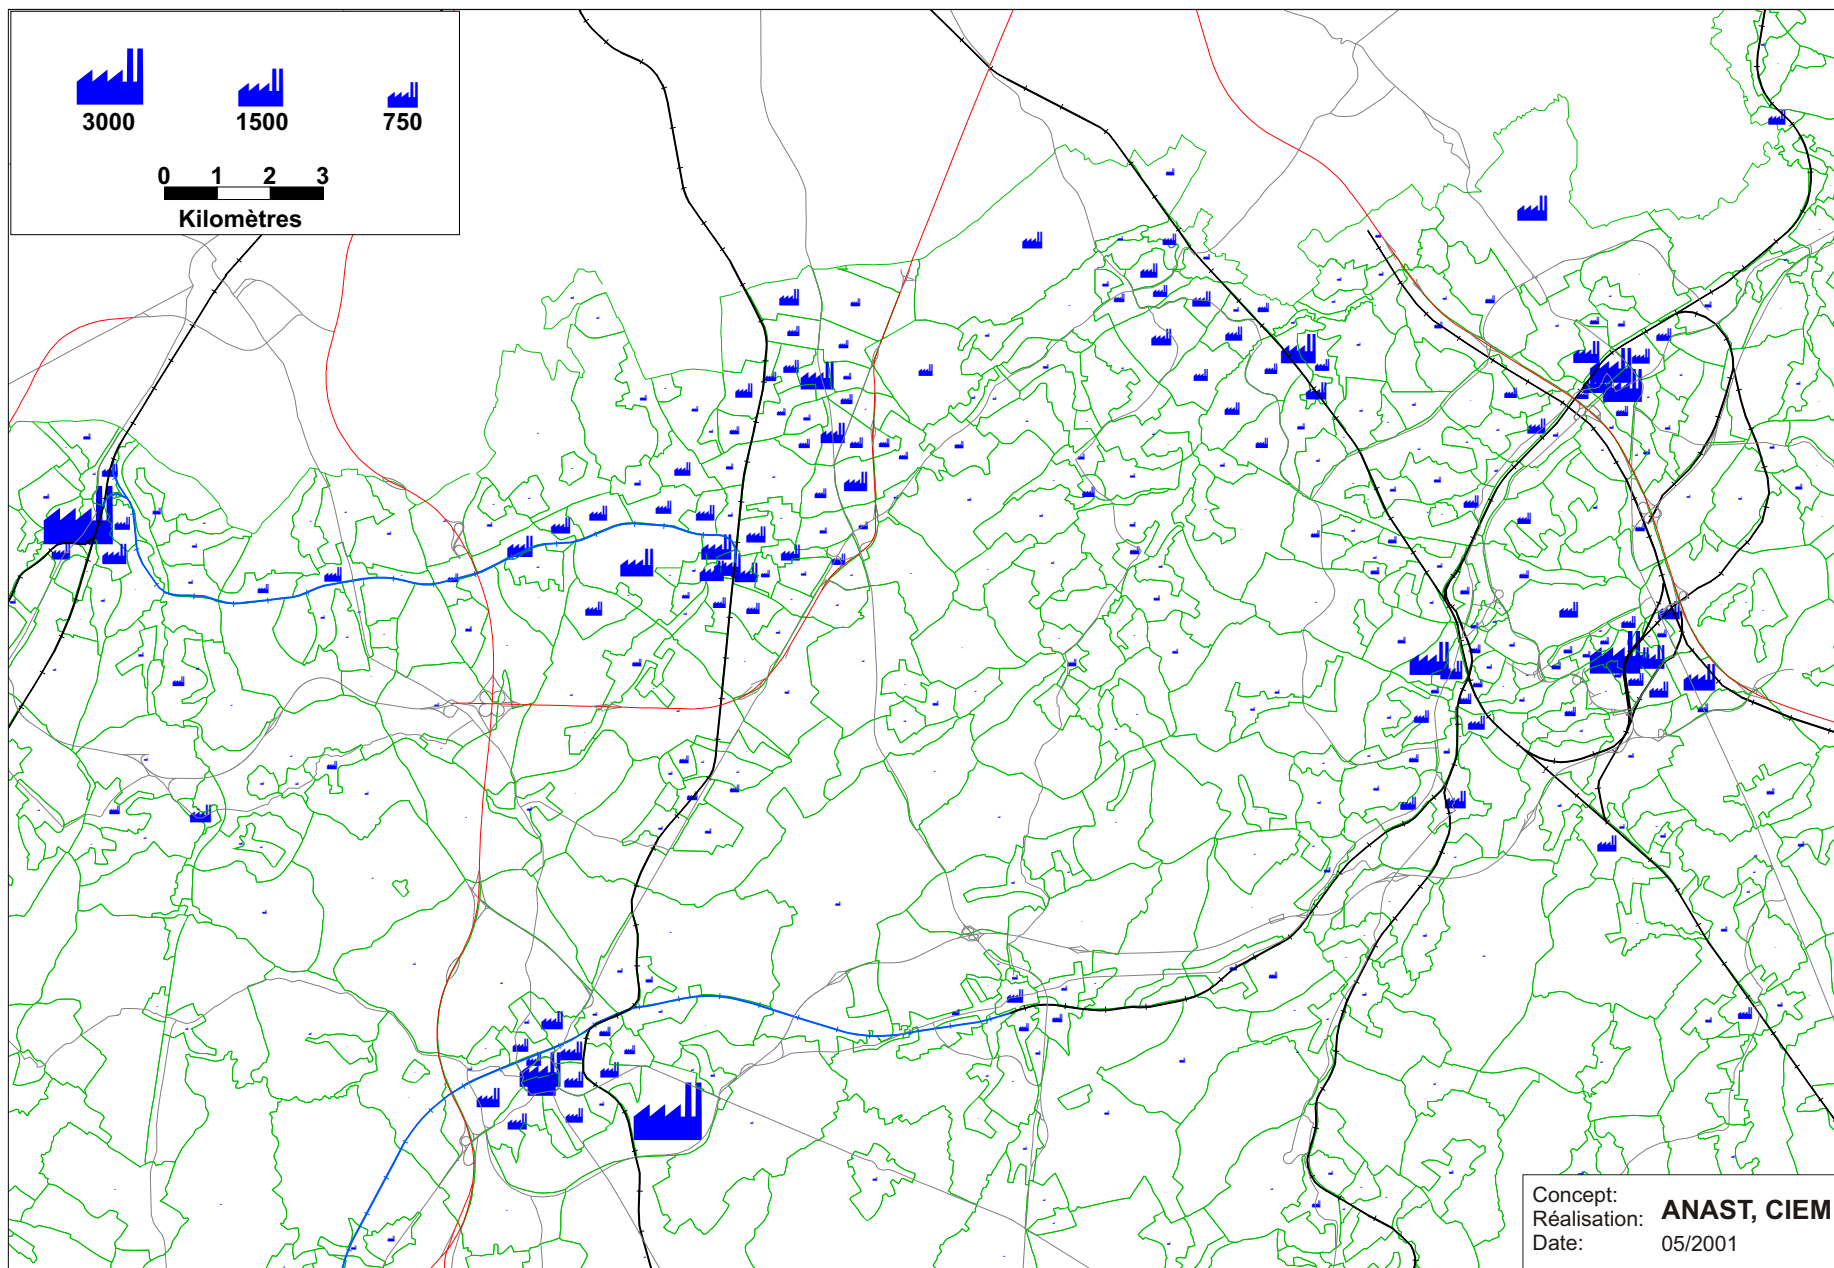 3000 1500 750
0 1 2 3
Kilomètres
Concept:
Réalisation: ANAST, CIEM
Date: 05/2001